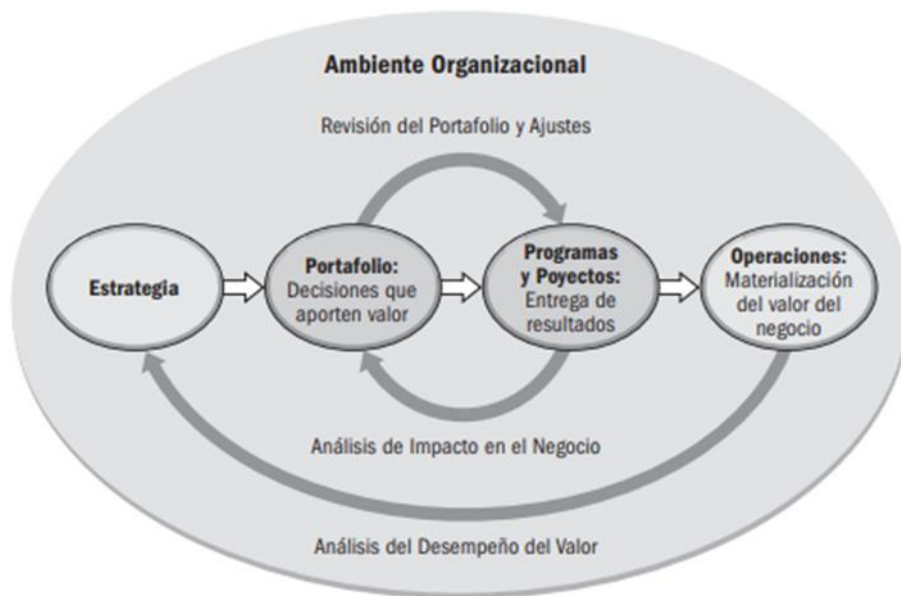 Ambiente Organizacional
Revisión del Portafolio y Ajustes
Estrategia
Portafolio:
Decisiones que
aporten valor
Programas
y Poyectos:
Entrega de
resultados
Operaciones:
Materialización
del valor del
negocio
Análisis de Impacto en el Negocio
Análisis del Desempeño del Valor